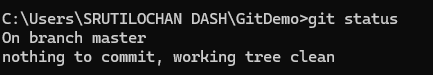 C:\Users\SRUTILOCHAN DASH\GitDemo>git status
On branch master
nothing to commit, working tree clean